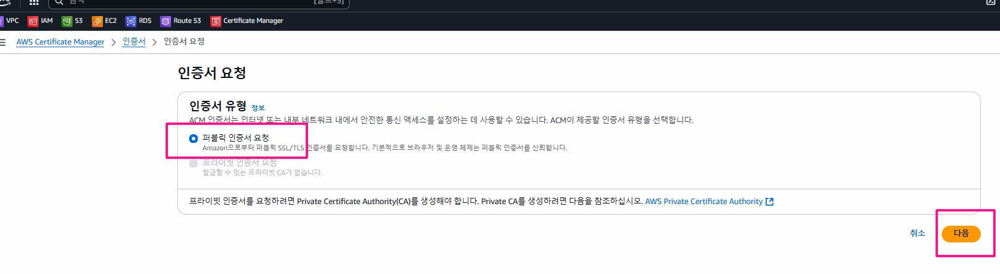 VPC IAM S3 EC2 RDS Route 53 Certificate Manager
AWS Certificate Manager > 인증서 > 인증서 요청
인증서 요청
인증서 유형 정보
ACM 인증서는 인터넷 또는 내부 네트워크 내에서 안전한 통신 액세스를 설정하는 데 사용할 수 있습니다. ACM이 제공할 인증서 유형을 선택합니다.
퍼블릭 인증서 요청
Amazon으로부터 퍼블릭 SSL/TLS 인증서를 요청합니다. 기본적으로 브라우저 및 운영 체제는 퍼블릭 인증서를 신뢰합니다.
프라이빗 인증서 요청
발급할 수 있는 프라이빗 CA가 없습니다.
프라이빗 인증서를 요청하려면 Private Certificate Authority(CA)를 생성해야 합니다. Private CA를 생성하려면 다음을 참조하십시오. AWS Private Certificate Authority
취소 다음